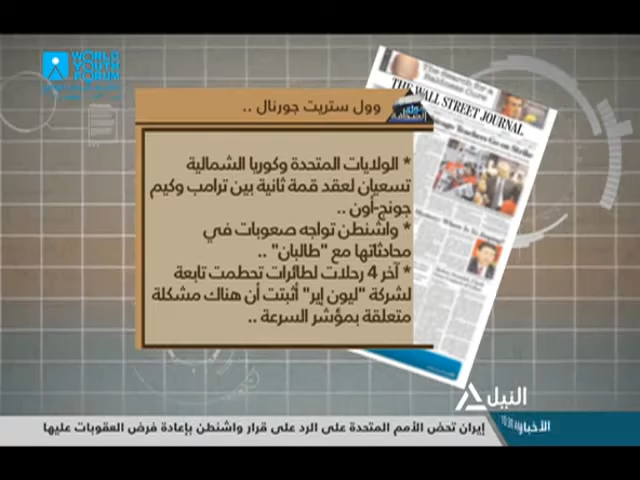 WORLD
YOUTH
FORUM
وول ستريت جورنال ..
THE WALL STREET JOURNAL
* الولايات المتحدة وكوريا الشمالية
تسعيان لعقد قمة ثانية بين ترامب وكيم
جونج-أون ..
* واشنطن تواجه صعوبات في
محادثاتها مع "طالبان" ..
* آخر 4 رحلات لطائرات تحطمت تابعة
لشركة "ليون إير" أثبتت أن هناك مشكلة
متعلقة بمؤشر السرعة ..
النيل
الأخبار
إيران تحض الأمم المتحدة على الرد على قرار واشنطن بإعادة فرض العقوبات عليها